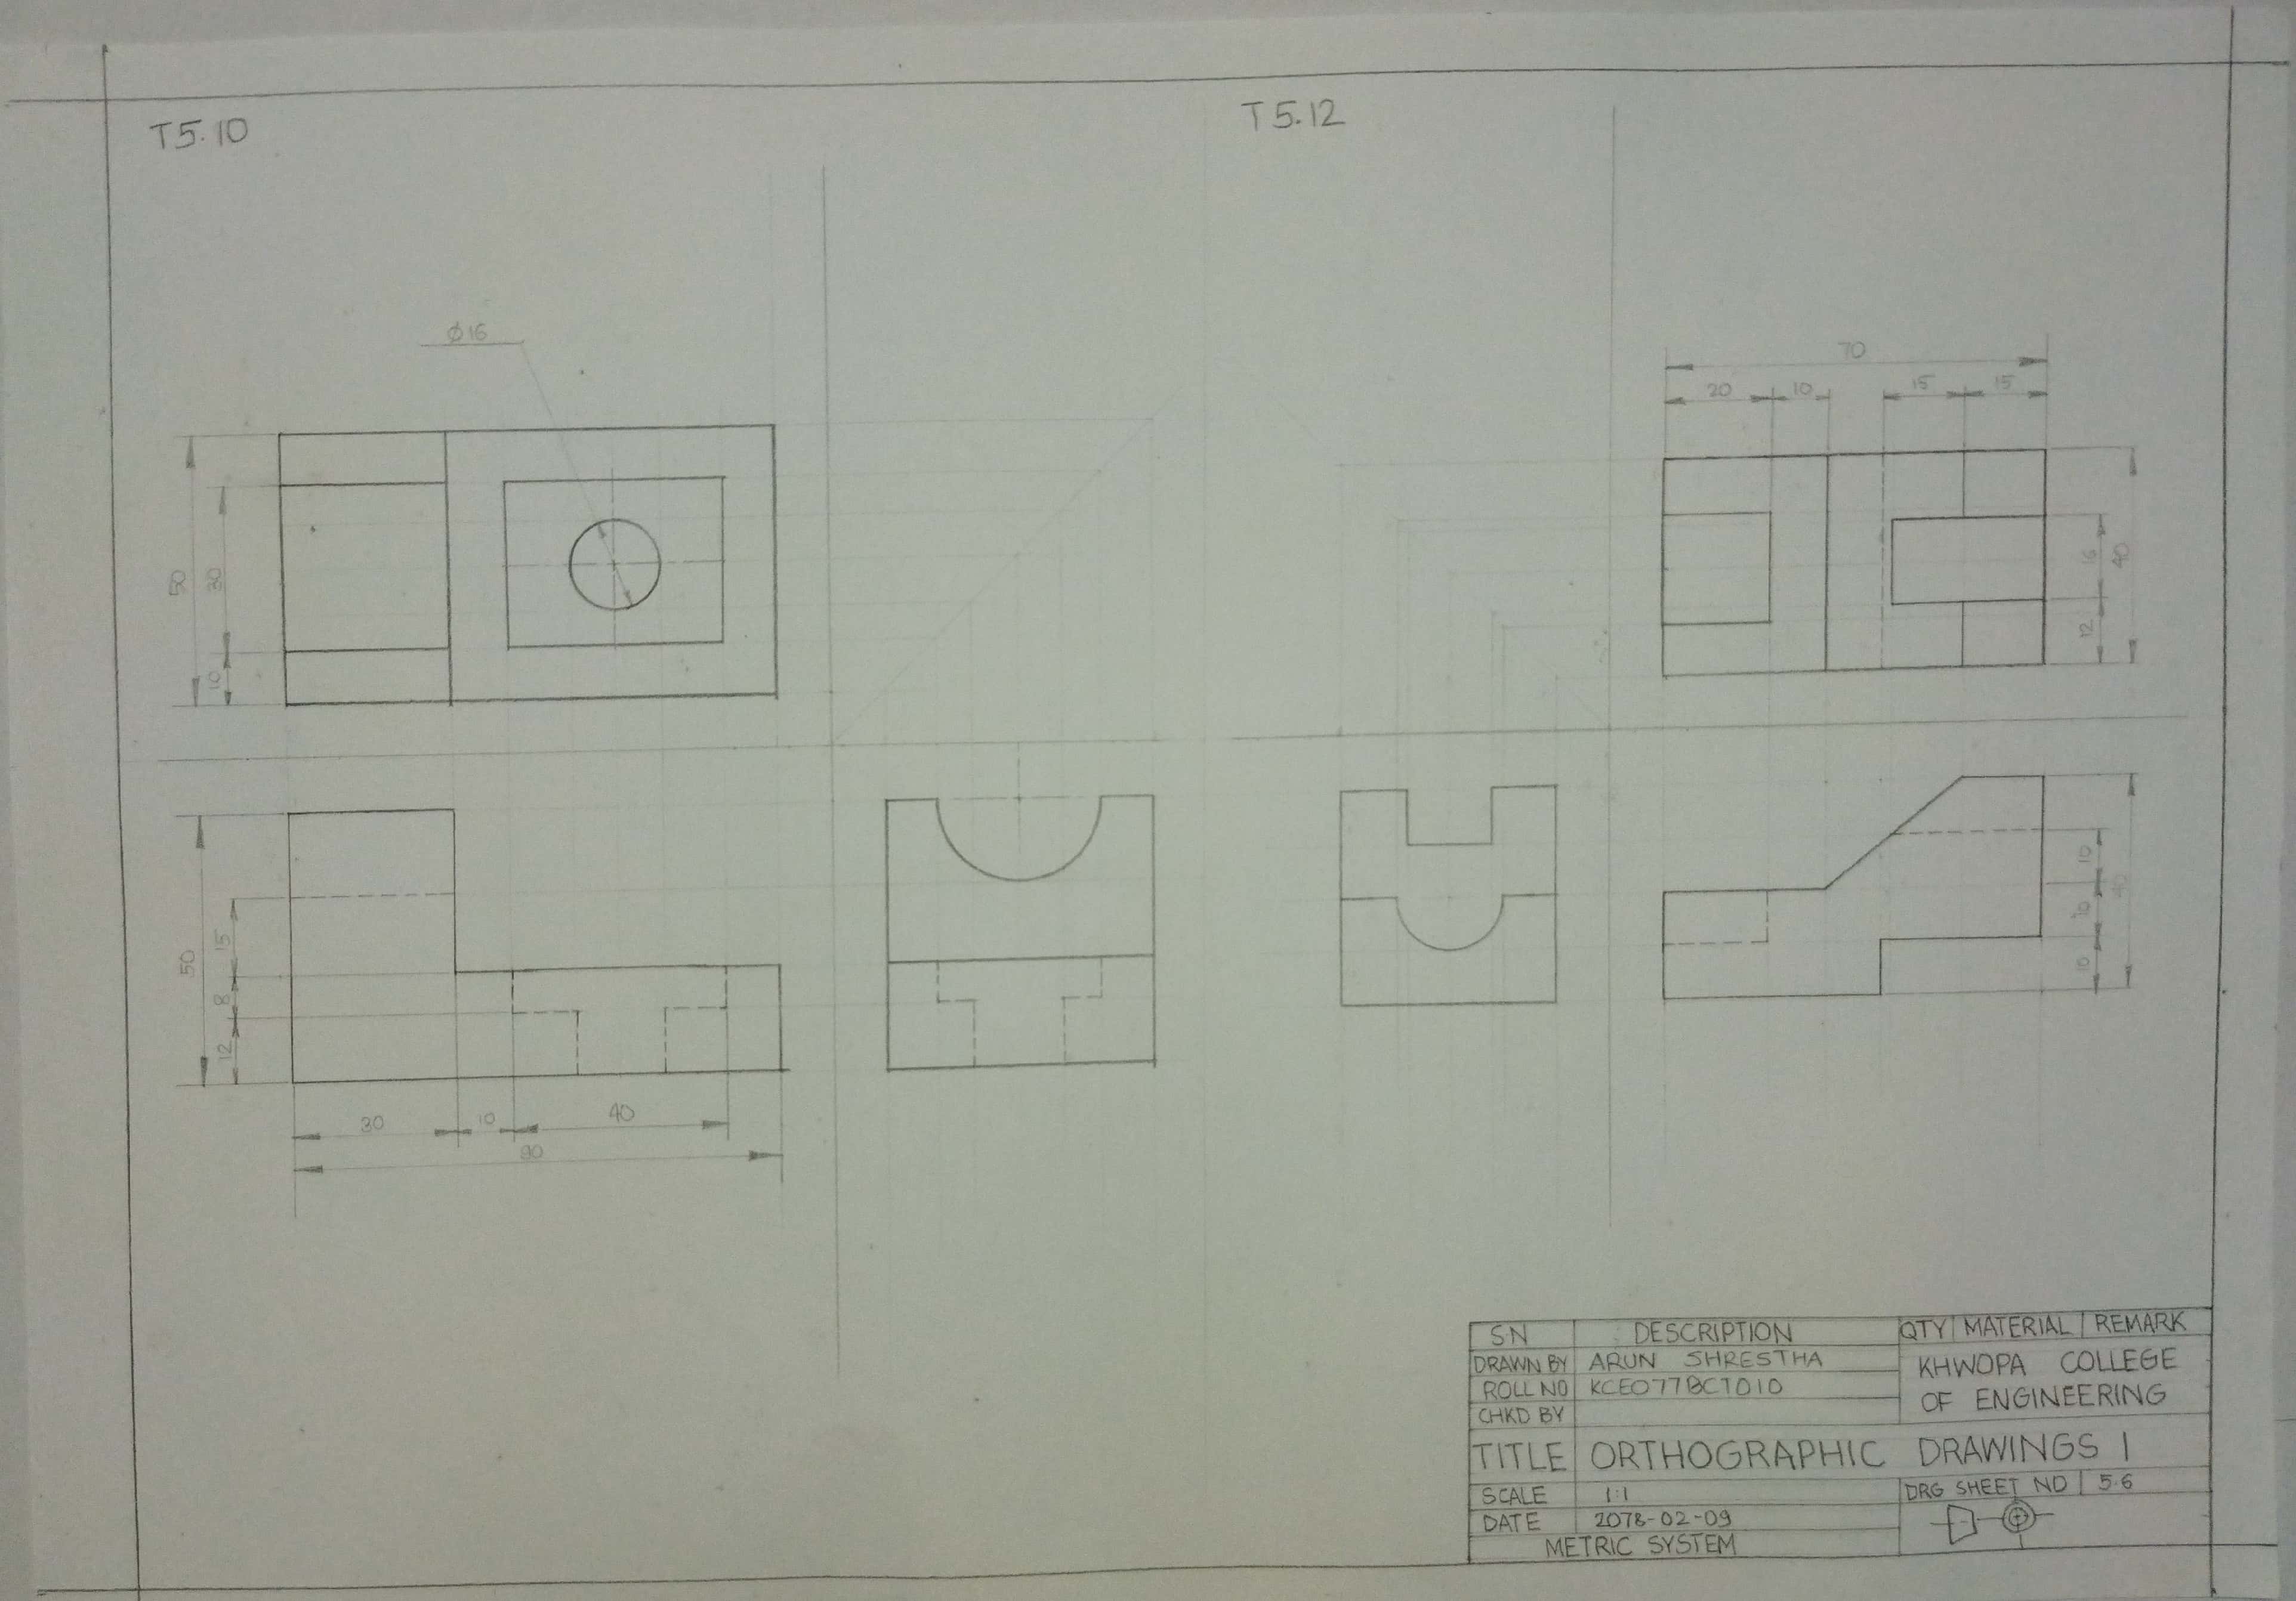 T5.10
T5.12
Ø16
70
20 10 15 15
50
30
10
16
40
12
50
15
8
12
10
10
10
40
30 10 40
90
S.N DESCRIPTION QTY MATERIAL REMARK
DRAWN BY ARUN SHRESTHA
KHWOPA COLLEGE
ROLL NO KCE077BCT010
OF ENGINEERING
CHKD BY
TITLE ORTHOGRAPHIC DRAWINGS 1
SCALE 1:1 DRG SHEET NO 5.6
DATE 2078-02-09
METRIC SYSTEM